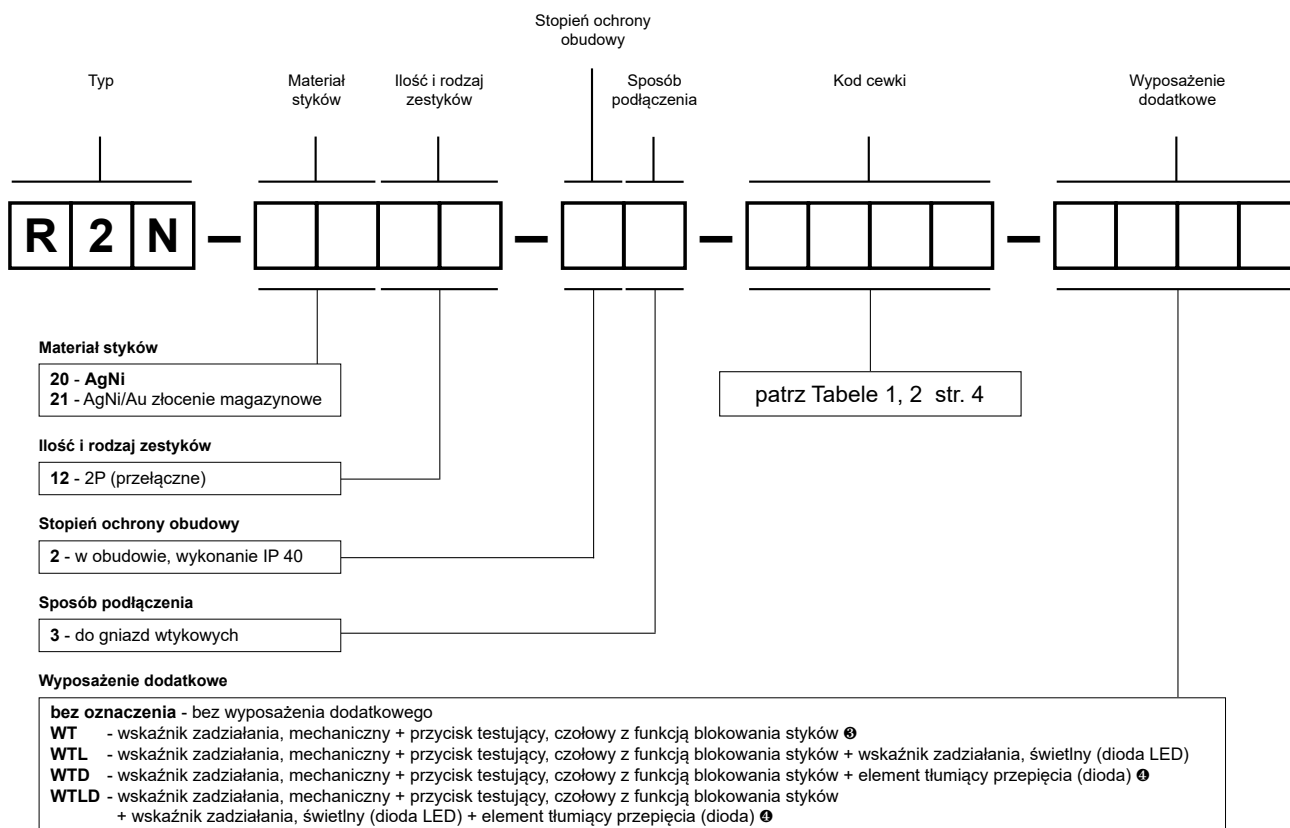 Stopień ochrony
obudowy
Typ
Materiał
styków
Ilość i rodzaj
zestyków
Sposób
podłączenia
Kod cewki
Wyposażenie
dodatkowe
R 2 N – – – –
Materiał styków
20 - AgNi
21 - AgNi/Au złocenie magazynowe
patrz Tabele 1, 2 str. 4
Ilość i rodzaj zestyków
12 - 2P (przełączne)
Stopień ochrony obudowy
2 - w obudowie, wykonanie IP 40
Sposób podłączenia
3 - do gniazd wtykowych
Wyposażenie dodatkowe
bez oznaczenia - bez wyposażenia dodatkowego
WT - wskaźnik zadziałania, mechaniczny + przycisk testujący, czołowy z funkcją blokowania styków ❸
WTL - wskaźnik zadziałania, mechaniczny + przycisk testujący, czołowy z funkcją blokowania styków + wskaźnik zadziałania, świetlny (dioda LED)
WTD - wskaźnik zadziałania, mechaniczny + przycisk testujący, czołowy z funkcją blokowania styków + element tłumiący przepięcia (dioda) ❹
WTLD - wskaźnik zadziałania, mechaniczny + przycisk testujący, czołowy z funkcją blokowania styków
+ wskaźnik zadziałania, świetlny (dioda LED) + element tłumiący przepięcia (dioda) ❹